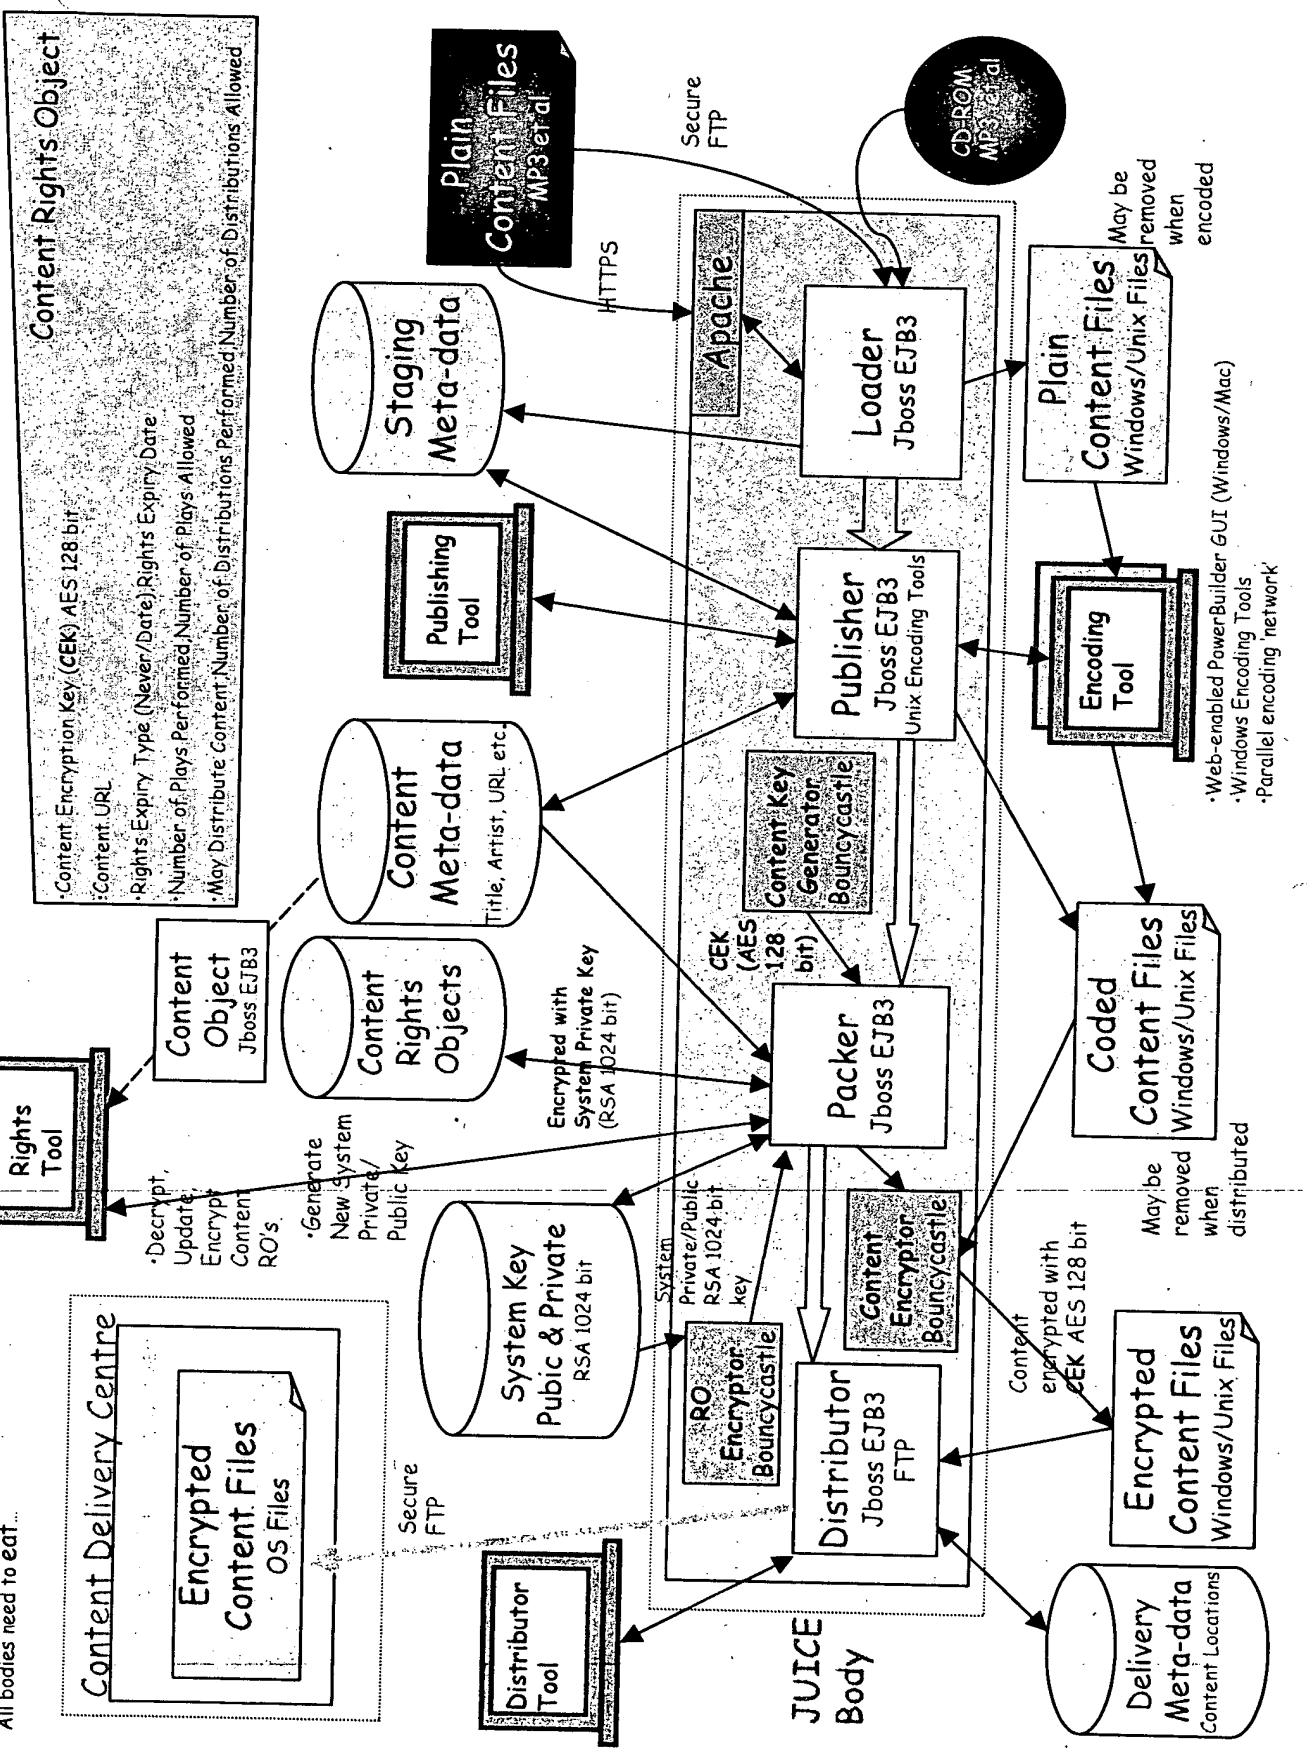 All bodies need to eat...
Content Delivery Centre
Encrypted
Content Files
OS Files
Secure
FTP
Distributor
Tool
Rights
Tool
·Decrypt,
Update,
Encrypt
Content
RO's
·Generate
New System
Private/
Public Key
Content
Object
Jboss EJB3
Content Rights Object
·Content Encryption Key (CEK) AES 128 bit
·Content URL
·Rights Expiry Type (Never/Date),Rights Expiry Date
·Number of Plays Performed,Number of Plays Allowed
·May Distribute Content,Number of Distributions Performed,Number of Distributions Allowed
System Key
Pubic & Private
RSA 1024 bit
Content
Rights
Objects
Encrypted with
System Private Key
(RSA 1024 bit)
Content
Meta-data
Title, Artist, URL etc.
Publishing
Tool
Staging
Meta-data
Plain
Content Files
MP3 et al
HTTPS
Secure
FTP
CD-ROM
MP3 et al
JUICE
Body
System
Private/Public
RSA 1024 bit
key
RO
Encryptor
Bouncycastle
Distributor
Jboss EJB3
FTP
Content
Encryptor
Bouncycastle
Packer
Jboss EJB3
CEK
(AES
128
bit)
Content Key
Generator
Bouncycastle
Publisher
Jboss EJB3
Unix Encoding Tools
Apache
Loader
Jboss EJB3
Delivery
Meta-data
Content Locations
Encrypted
Content Files
Windows/Unix Files
Content
encrypted with
CEK AES 128 bit
May be
removed
when
distributed
Coded
Content Files
Windows/Unix Files
Encoding
Tool
·Web-enabled PowerBuilder GUI (Windows/Mac)
·Windows Encoding Tools
·Parallel encoding 'network'
Plain
Content Files
Windows/Unix Files
May be
removed
when
encoded